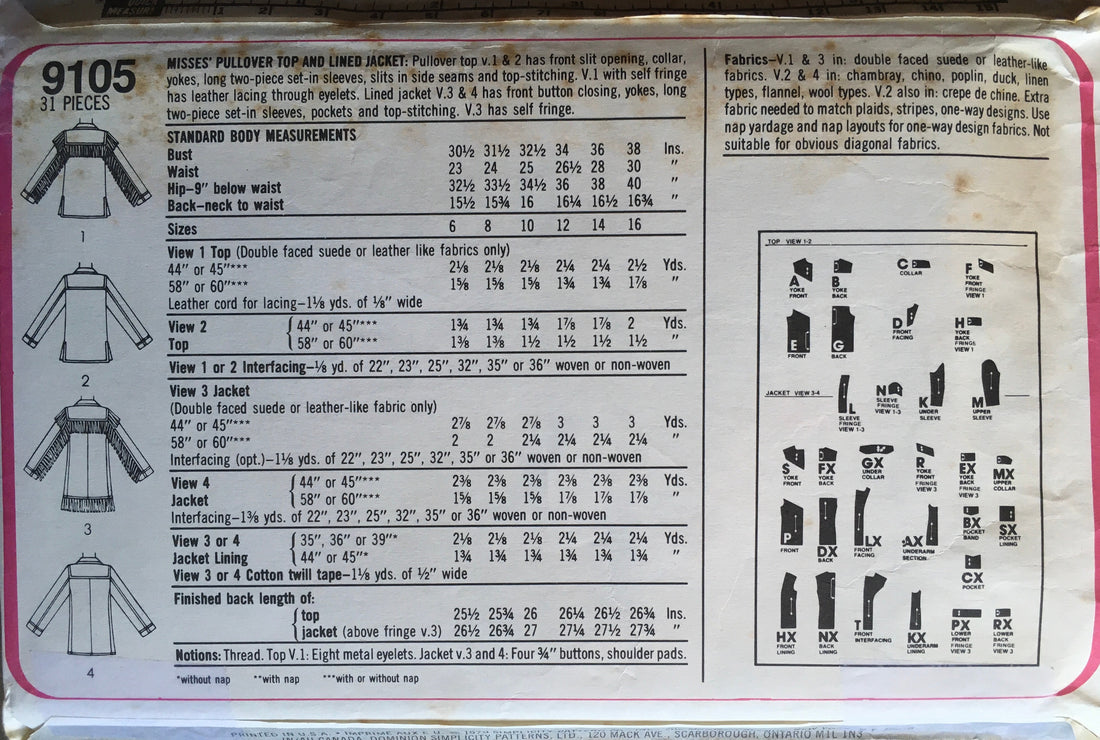 9105
31 PIECES
MISSES' PULLOVER TOP AND LINED JACKET: Pullover top v.1 & 2 has front slit opening, collar,
yokes, long two-piece set-in sleeves, slits in side seams and top-stitching. V.1 with self fringe
has leather lacing through eyelets. Lined jacket V.3 & 4 has front button closing, yokes, long
two-piece set-in sleeves, pockets and top-stitching. V.3 has self fringe.
STANDARD BODY MEASUREMENTS
Bust 30½ 31½ 32½ 34 36 38 Ins.
Waist 23 24 25 26½ 28 30 "
Hip-9" below waist 32½ 33½ 34½ 36 38 40 "
Back-neck to waist 15½ 15¾ 16 16¼ 16½ 16¾ "
Sizes 6 8 10 12 14 16
View 1 Top (Double faced suede or leather like fabrics only)
44" or 45"*** 2⅛ 2⅛ 2⅛ 2¼ 2¼ 2½ Yds.
58" or 60"*** 1⅝ 1⅝ 1⅝ 1¾ 1¾ 1⅞ "
Leather cord for lacing-1⅛ yds. of ⅛" wide
View 2 44" or 45"*** 1¾ 1¾ 1¾ 1⅞ 1⅞ 2 Yds.
Top 58" or 60"*** 1⅜ 1⅜ 1½ 1½ 1½ 1½ "
View 1 or 2 Interfacing-⅛ yd. of 22", 23", 25", 32", 35" or 36" woven or non-woven
View 3 Jacket
(Double faced suede or leather-like fabric only)
44" or 45"*** 2⅞ 2⅞ 2⅞ 3 3 3 Yds.
58" or 60"*** 2 2 2¼ 2¼ 2¼ 2¼ "
Interfacing (opt.)-1⅛ yds. of 22", 23", 25", 32", 35" or 36" woven or non-woven
View 4 44" or 45"*** 2⅜ 2⅜ 2⅜ 2⅜ 2⅜ 2⅜ Yds.
Jacket 58" or 60"*** 1⅝ 1⅝ 1⅝ 1⅞ 1⅞ 1⅞ "
Interfacing-1⅜ yds. of 22", 23", 25", 32", 35" or 36" woven or non-woven
View 3 or 4 35", 36" or 39"* 2⅛ 2⅛ 2⅛ 2¼ 2¼ 2¼ Yds.
Jacket Lining 44" or 45"* 1¾ 1¾ 1¾ 1¾ 1¾ 1¾ "
View 3 or 4 Cotton twill tape-1⅛ yds. of ½" wide
Finished back length of:
top 25½ 25¾ 26 26¼ 26½ 26¾ Ins.
jacket (above fringe v.3) 26½ 26¾ 27 27¼ 27½ 27¾ "
Notions: Thread. Top V.1: Eight metal eyelets. Jacket v.3 and 4: Four ¾" buttons, shoulder pads.
*without nap **with nap ***with or without nap
1
2
3
4
Fabrics-V.1 & 3 in: double faced suede or leather-like
fabrics. V.2 & 4 in: chambray, chino, poplin, duck, linen
types, flannel, wool types. V.2 also in: crepe de chine. Extra
fabric needed to match plaids, stripes, one-way designs. Use
nap yardage and nap layouts for one-way design fabrics. Not
suitable for obvious diagonal fabrics.
TOP VIEW 1-2
A YOKE FRONT
B YOKE BACK
C COLLAR
F YOKE FRONT FRINGE VIEW 1
E FRONT
G BACK
D FRONT FACING
H YOKE BACK FRINGE VIEW 1
JACKET VIEW 3-4
L SLEEVE FRINGE VIEW 1-3
N SLEEVE FRINGE VIEW 1-3
K UNDER SLEEVE
M UPPER SLEEVE
S YOKE FRONT
FX YOKE BACK
GX UNDER COLLAR
R YOKE FRONT FRINGE VIEW 3
EX YOKE BACK FRINGE VIEW 3
MX UPPER COLLAR
P FRONT
DX BACK
LX FRONT FACING
AX UNDERARM SECTION
BX POCKET BAND
SX POCKET LINING
CX POCKET
HX FRONT LINING
NX BACK LINING
T FRONT INTERFACING
KX UNDERARM LINING
PX LOWER FRONT FRINGE VIEW 3
RX LOWER BACK FRINGE VIEW 3
DOMINION SIMPLICITY PATTERNS, LTD., 120 MACK AVE., SCARBOROUGH, ONTARIO M1L